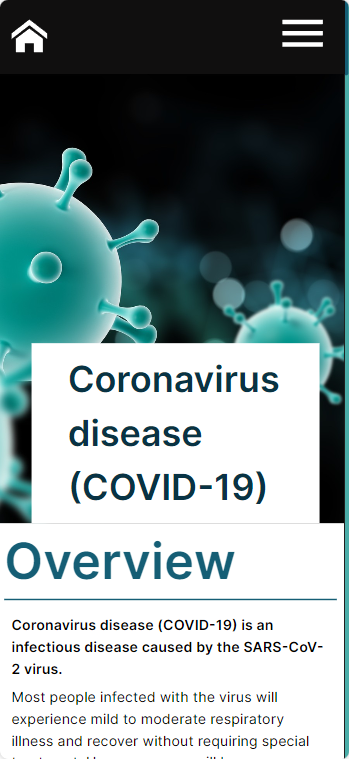 Coronavirus
disease
(COVID-19)
Overview
Coronavirus disease (COVID-19) is an
infectious disease caused by the SARS-CoV-
2 virus.
Most people infected with the virus will
experience mild to moderate respiratory
illness and recover without requiring special